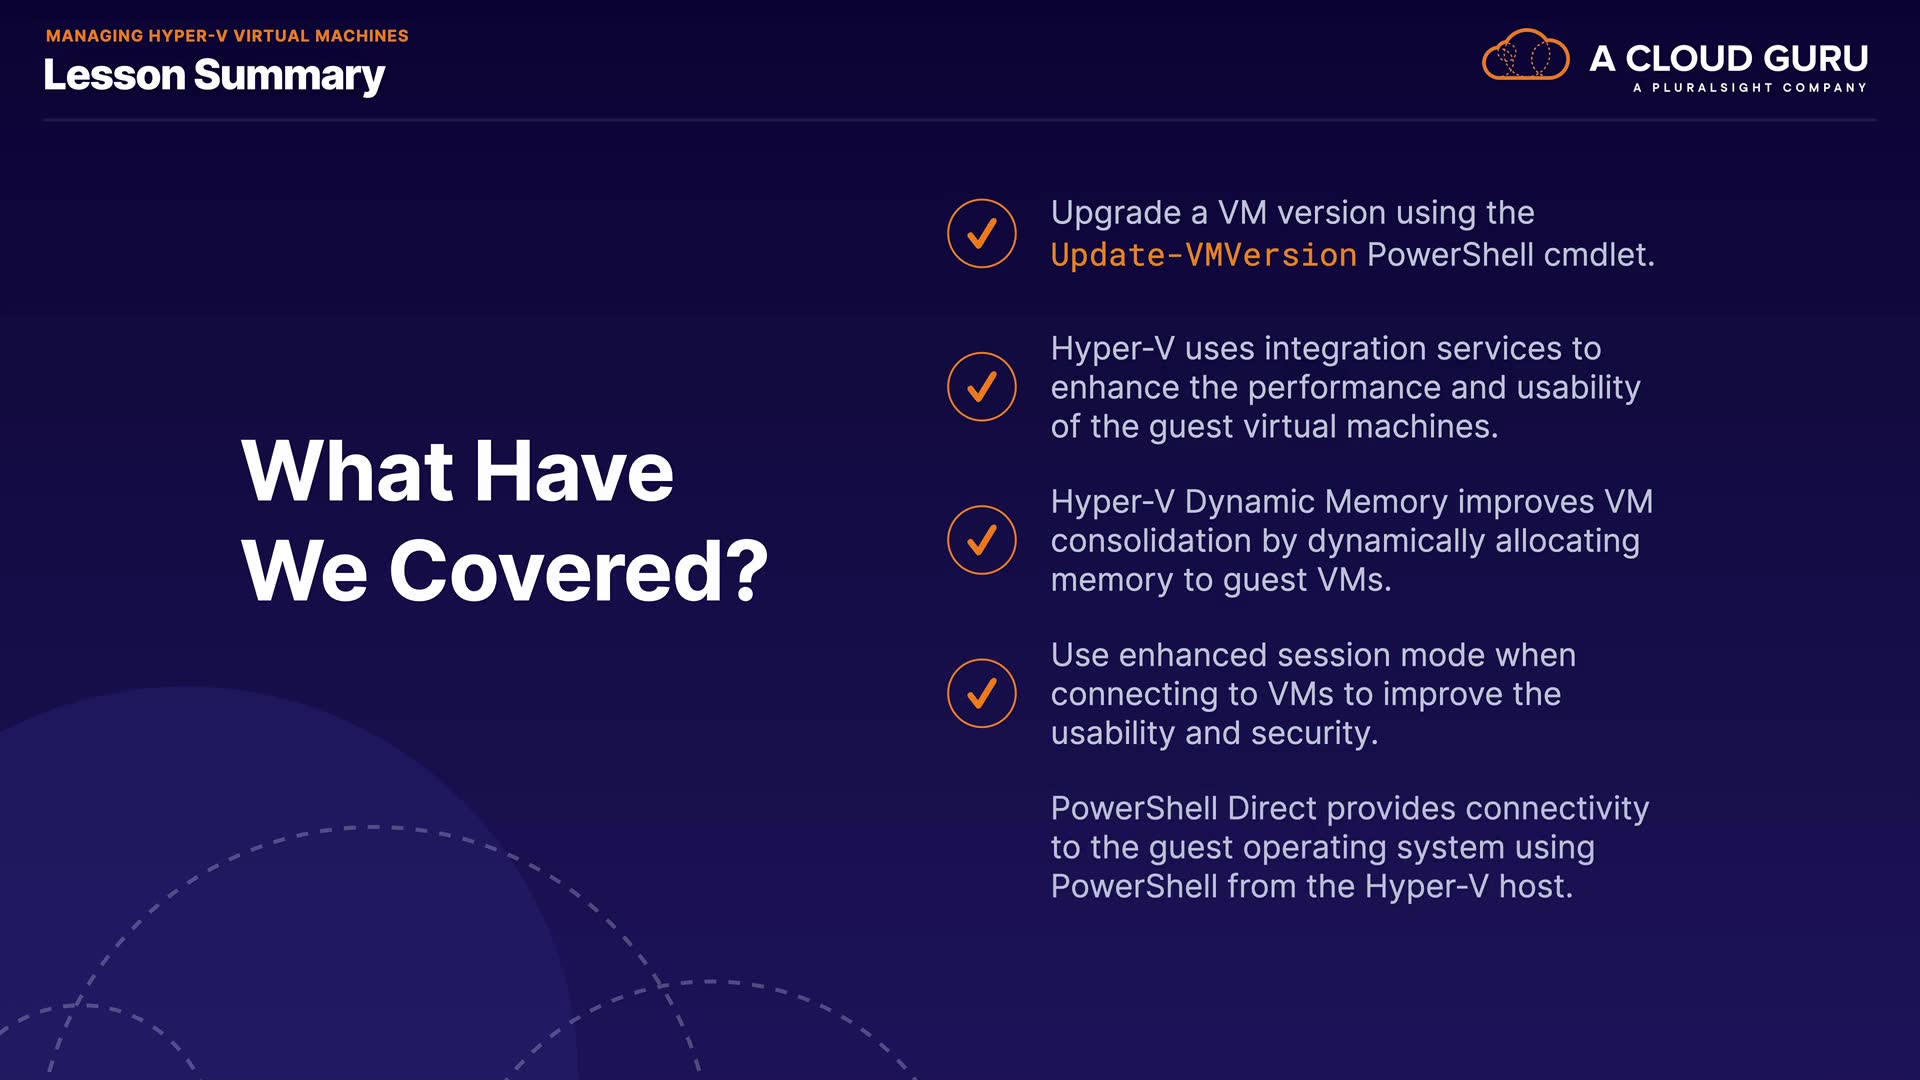 MANAGING HYPER-V VIRTUAL MACHINES
Lesson Summary
A CLOUD GURU
A PLURALSIGHT COMPANY
What Have
We Covered?
Upgrade a VM version using the
Update-VMVersion PowerShell cmdlet.
Hyper-V uses integration services to
enhance the performance and usability
of the guest virtual machines.
Hyper-V Dynamic Memory improves VM
consolidation by dynamically allocating
memory to guest VMs.
Use enhanced session mode when
connecting to VMs to improve the
usability and security.
PowerShell Direct provides connectivity
to the guest operating system using
PowerShell from the Hyper-V host.